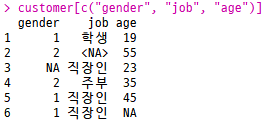 > customer[c("gender", "job", "age")]
gender job age
1 1 학생 19
2 2 <NA> 55
3 NA 직장인 23
4 2 주부 35
5 1 직장인 45
6 1 직장인 NA